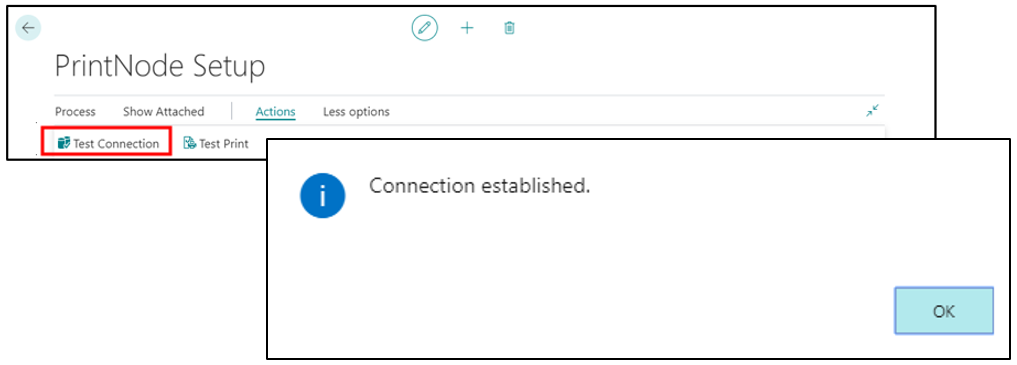 PrintNode Setup
Process Show Attached Actions Less options
Test Connection Test Print
Connection established.
OK